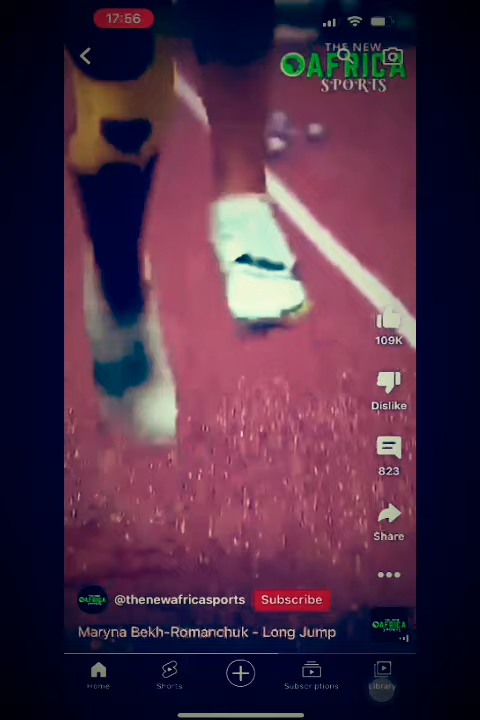 17:56
THE NEW
AFRICA
SPORTS
109K
Dislike
823
Share
@thenewafricasports
Subscribe
Maryna Bekh-Romanchuk - Long Jump
Home
Shorts
Subscriptions
Library